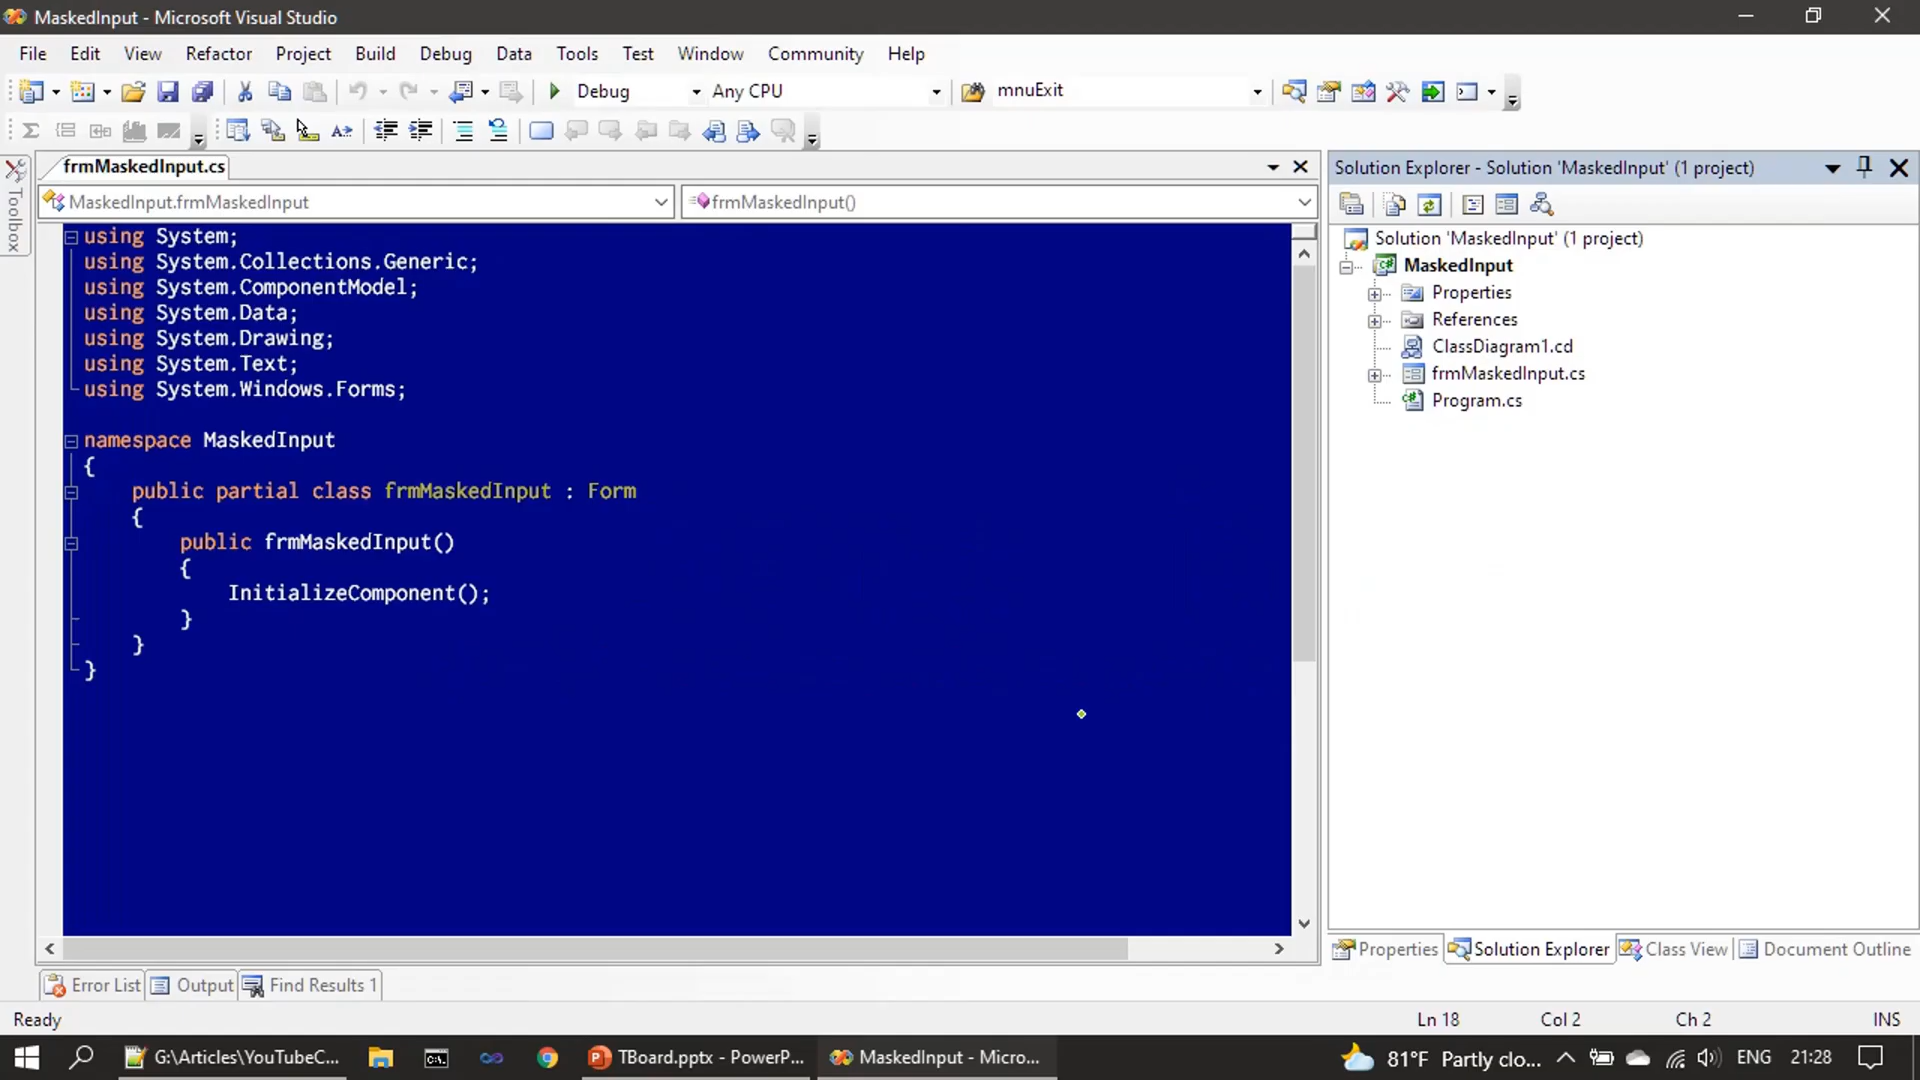 MaskedInput - Microsoft Visual Studio
File Edit View Refactor Project Build Debug Data Tools Test Window Community Help
Debug Any CPU mnuExit
frmMaskedInput.cs
MaskedInput.frmMaskedInput frmMaskedInput()
Toolbox
using System;
using System.Collections.Generic;
using System.ComponentModel;
using System.Data;
using System.Drawing;
using System.Text;
using System.Windows.Forms;
namespace MaskedInput
{
public partial class frmMaskedInput : Form
{
public frmMaskedInput()
{
InitializeComponent();
}
}
}
Solution Explorer - Solution 'MaskedInput' (1 project)
Solution 'MaskedInput' (1 project)
MaskedInput
Properties
References
ClassDiagram1.cd
frmMaskedInput.cs
Program.cs
Properties Solution Explorer Class View Document Outline
Error List Output Find Results 1
Ready Ln 18 Col 2 Ch 2 INS
G:\Articles\YouTubeC... TBoard.pptx - PowerP... MaskedInput - Micro... 81°F Partly clo... ENG 21:28